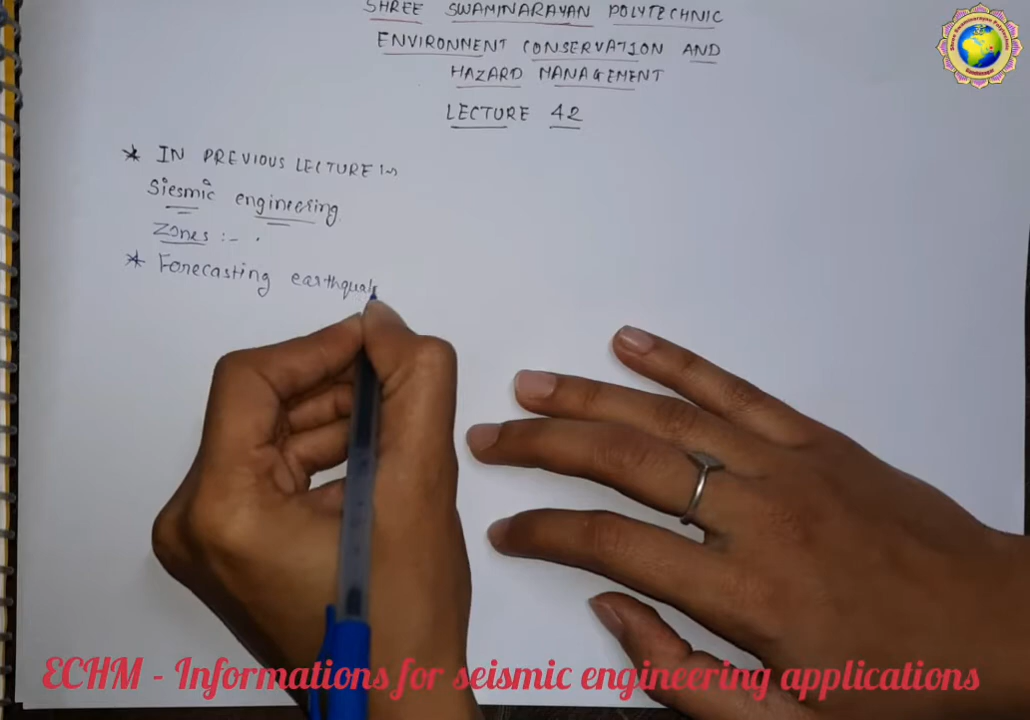 SHREE SWAMINARAYAN POLYTECHNIC
ENVIRONMENT CONSERVATION AND
HAZARD MANAGEMENT
LECTURE 42
* IN PREVIOUS LECTURE :~
Siesmic engineering
Zones :- .
* Forecasting earthquak
ECHM - Informations for seismic engineering applications